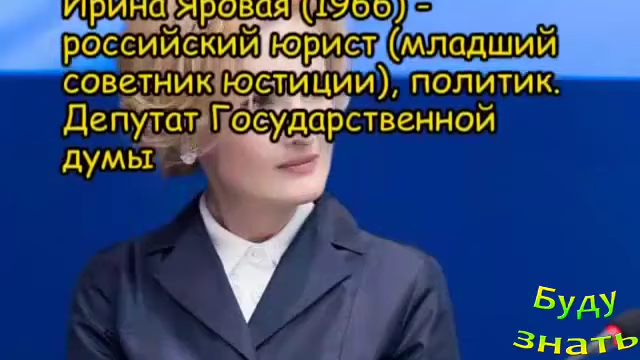 Ирина Яровая (1966) -
российский юрист (младший
советник юстиции), политик.
Депутат Государственной
думы
Буду
знать